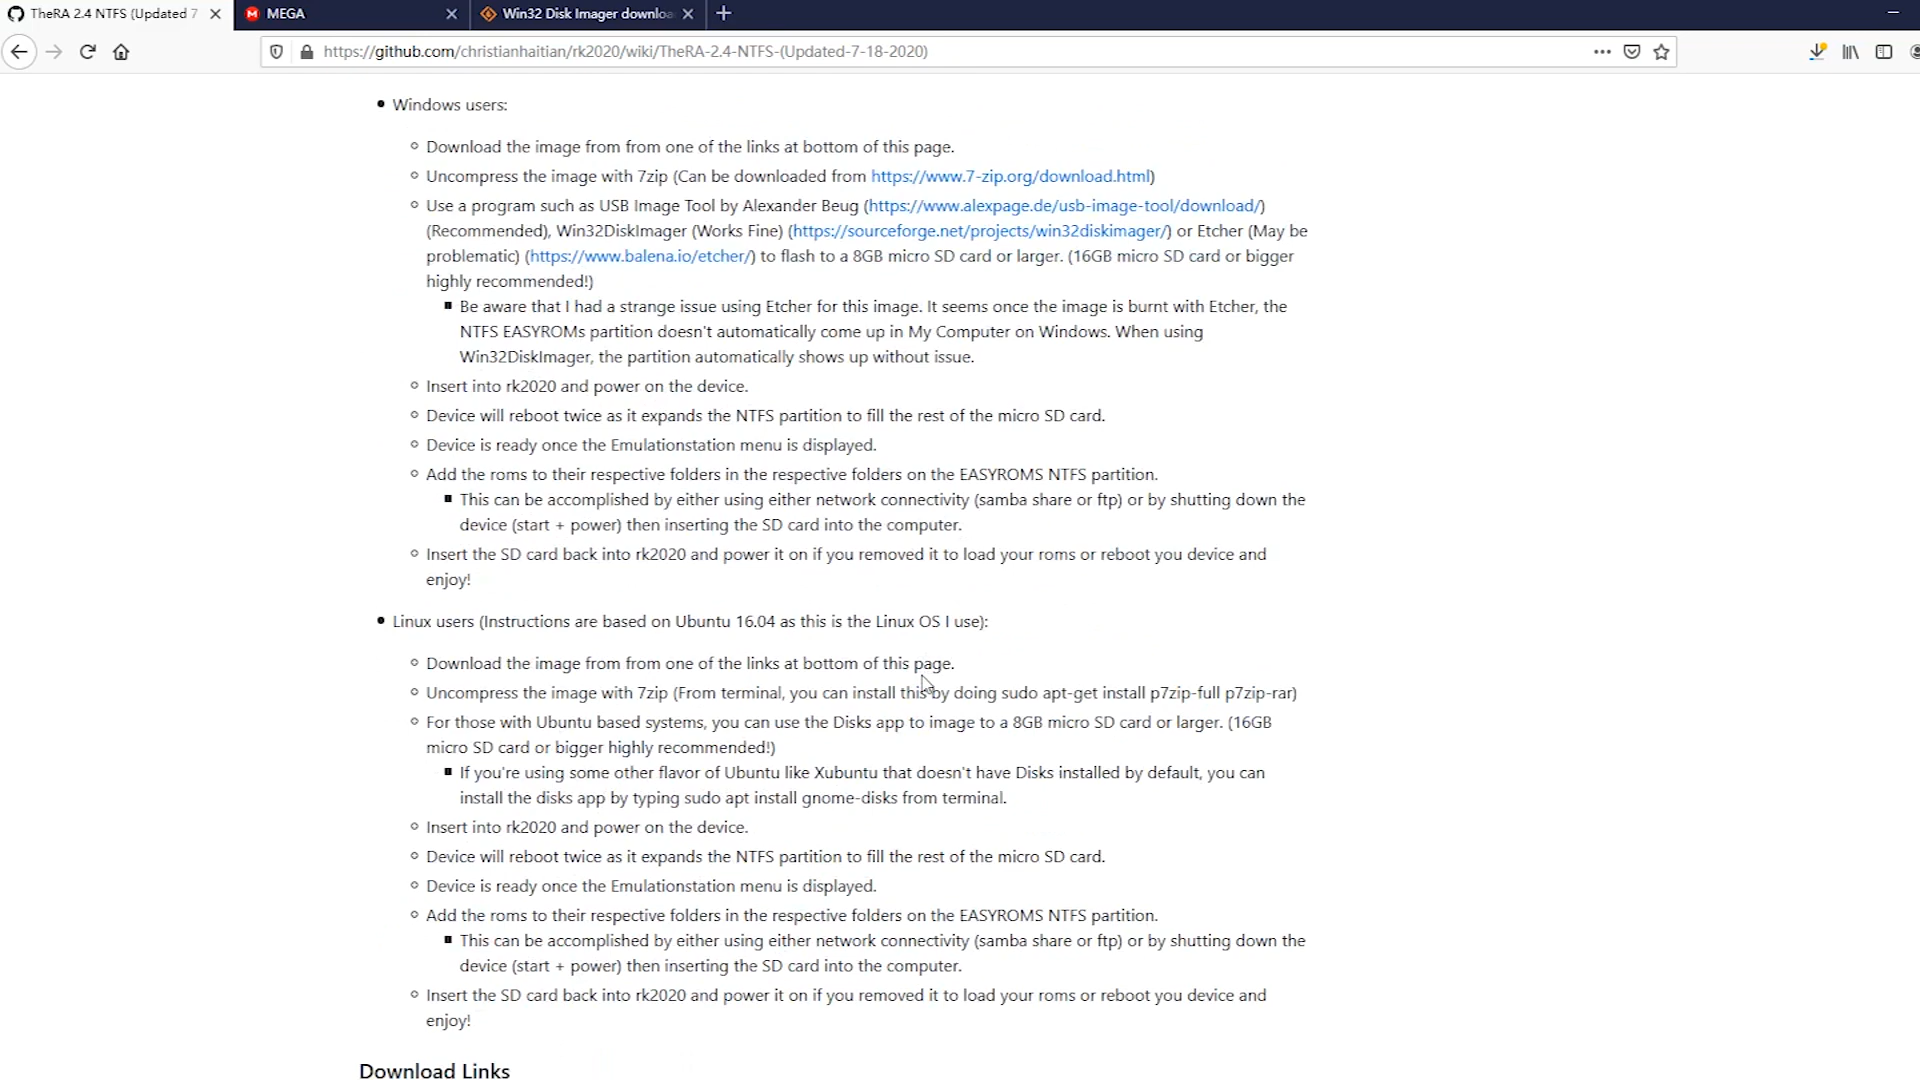 TheRA 2.4 NTFS (Updated 7
MEGA
Win32 Disk Imager downloa
https://github.com/christianhaitian/rk2020/wiki/TheRA-2.4-NTFS-(Updated-7-18-2020)
Windows users:
Download the image from from one of the links at bottom of this page.
Uncompress the image with 7zip (Can be downloaded from https://www.7-zip.org/download.html)
Use a program such as USB Image Tool by Alexander Beug (https://www.alexpage.de/usb-image-tool/download/)
(Recommended), Win32DiskImager (Works Fine) (https://sourceforge.net/projects/win32diskimager/) or Etcher (May be
problematic) (https://www.balena.io/etcher/) to flash to a 8GB micro SD card or larger. (16GB micro SD card or bigger
highly recommended!)
Be aware that I had a strange issue using Etcher for this image. It seems once the image is burnt with Etcher, the
NTFS EASYROMs partition doesn't automatically come up in My Computer on Windows. When using
Win32DiskImager, the partition automatically shows up without issue.
Insert into rk2020 and power on the device.
Device will reboot twice as it expands the NTFS partition to fill the rest of the micro SD card.
Device is ready once the Emulationstation menu is displayed.
Add the roms to their respective folders in the respective folders on the EASYROMS NTFS partition.
This can be accomplished by either using either network connectivity (samba share or ftp) or by shutting down the
device (start + power) then inserting the SD card into the computer.
Insert the SD card back into rk2020 and power it on if you removed it to load your roms or reboot you device and
enjoy!
Linux users (Instructions are based on Ubuntu 16.04 as this is the Linux OS I use):
Download the image from from one of the links at bottom of this page.
Uncompress the image with 7zip (From terminal, you can install this by doing sudo apt-get install p7zip-full p7zip-rar)
For those with Ubuntu based systems, you can use the Disks app to image to a 8GB micro SD card or larger. (16GB
micro SD card or bigger highly recommended!)
If you're using some other flavor of Ubuntu like Xubuntu that doesn't have Disks installed by default, you can
install the disks app by typing sudo apt install gnome-disks from terminal.
Insert into rk2020 and power on the device.
Device will reboot twice as it expands the NTFS partition to fill the rest of the micro SD card.
Device is ready once the Emulationstation menu is displayed.
Add the roms to their respective folders in the respective folders on the EASYROMS NTFS partition.
This can be accomplished by either using either network connectivity (samba share or ftp) or by shutting down the
device (start + power) then inserting the SD card into the computer.
Insert the SD card back into rk2020 and power it on if you removed it to load your roms or reboot you device and
enjoy!
Download Links